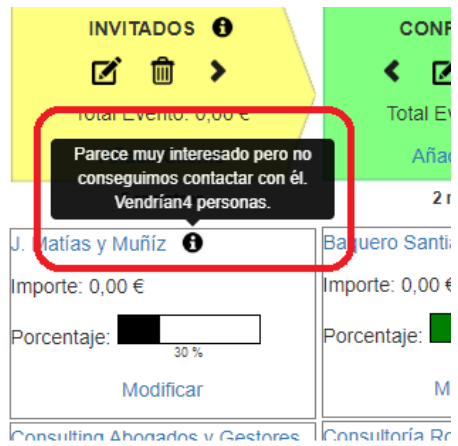 INVITADOS
Total Evento: 0,00 €
Parece muy interesado pero no
conseguimos contactar con él.
Vendrían4 personas.
J. Matías y Muñíz
Importe: 0,00 €
Porcentaje:
30 %
Modificar
Consulting Abogados y Gestores
CONF
Total Ev
Aña
2 r
Baquero Santia
Importe: 0,00 €
Porcentaje:
M
Consultoría Ro